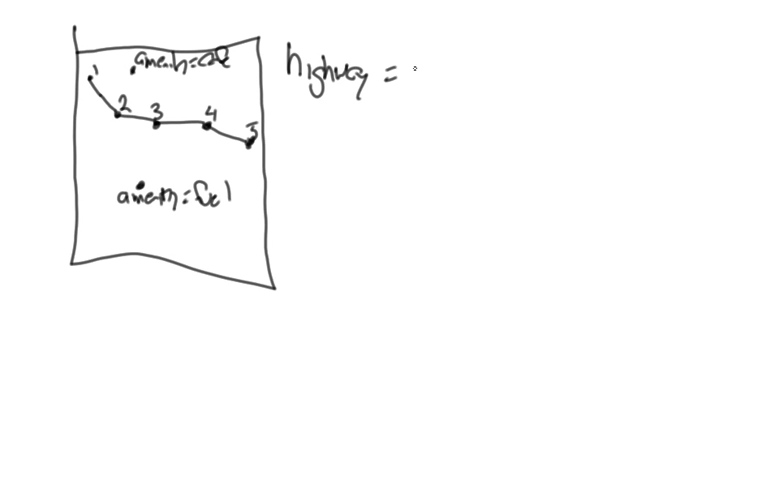 amenity=cafe
highway =
1
2 3 4 5
amenity=fuel